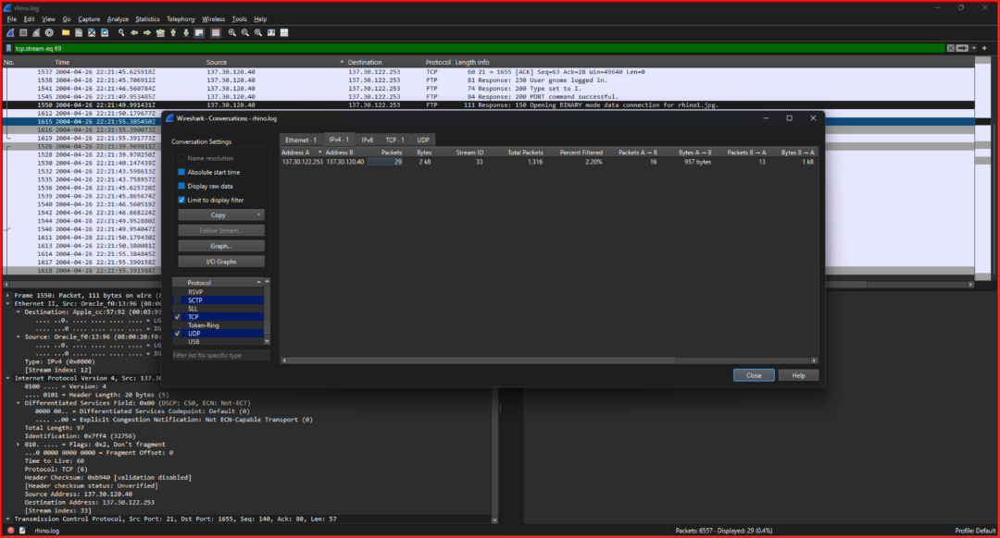 rhino.log
File Edit View Go Capture Analyze Statistics Telephony Wireless Tools Help
tcp.stream eq 69
No. Time Source Destination Protocol Length Info
1537 2004-04-26 22:21:45.625918Z 137.30.120.40 137.30.122.253 TCP 60 21 → 1655 [ACK] Seq=63 Ack=28 Win=49640 Len=0
1538 2004-04-26 22:21:45.706912Z 137.30.120.40 137.30.122.253 FTP 81 Response: 230 User gnome logged in.
1541 2004-04-26 22:21:46.560784Z 137.30.120.40 137.30.122.253 FTP 74 Response: 200 Type set to I.
1545 2004-04-26 22:21:49.953485Z 137.30.120.40 137.30.122.253 FTP 84 Response: 200 PORT command successful.
1550 2004-04-26 22:21:49.991431Z 137.30.120.40 137.30.122.253 FTP 111 Response: 150 Opening BINARY mode data connection for rhino1.jpg.
1612 2004-04-26 22:21:50.179677Z
1615 2004-04-26 22:21:55.385450Z
1616 2004-04-26 22:21:55.390073Z
1619 2004-04-26 22:21:55.391773Z
1526 2004-04-26 22:21:39.969011Z
1528 2004-04-26 22:21:39.970250Z
1530 2004-04-26 22:21:40.147439Z
1532 2004-04-26 22:21:43.598613Z
1535 2004-04-26 22:21:43.758957Z
1536 2004-04-26 22:21:45.625720Z
1539 2004-04-26 22:21:45.865674Z
1540 2004-04-26 22:21:46.560519Z
1542 2004-04-26 22:21:46.668224Z
1544 2004-04-26 22:21:49.952880Z
1546 2004-04-26 22:21:49.954047Z
1611 2004-04-26 22:21:50.179430Z
1613 2004-04-26 22:21:50.380081Z
1614 2004-04-26 22:21:55.384845Z
1617 2004-04-26 22:21:55.390158Z
1618 2004-04-26 22:21:55.391588Z
Wireshark · Conversations · rhino.log
Conversation Settings
Name resolution
Absolute start time
Display raw data
Limit to display filter
Copy
Follow Stream...
Graph...
I/O Graphs
Protocol
RSVP
SCTP
SLL
TCP
Token-Ring
UDP
USB
Filter list for specific type
Ethernet · 1 IPv4 · 1 IPv6 TCP · 1 UDP
Address A Address B Packets Bytes Stream ID Total Packets Percent Filtered Packets A → B Bytes A → B Packets B → A Bytes B → A
137.30.122.253 137.30.120.40 29 2 kB 33 1,316 2.20% 16 957 bytes 13 1 kB
Close Help
Frame 1550: Packet, 111 bytes on wire (
Ethernet II, Src: Oracle_f0:13:96 (08:00
Destination: Apple_cc:57:92 (00:03:93
.... ..0. .... .... .... .... = LG
.... ...0 .... .... .... .... = IG
Source: Oracle_f0:13:96 (08:00:20:f0:
.... ..0. .... .... .... .... = LG
.... ...0 .... .... .... .... = IG
Type: IPv4 (0x0800)
[Stream index: 12]
Internet Protocol Version 4, Src: 137.30
0100 .... = Version: 4
.... 0101 = Header Length: 20 bytes (5)
Differentiated Services Field: 0x00 (DSCP: CS0, ECN: Not-ECT)
0000 00.. = Differentiated Services Codepoint: Default (0)
.... ..00 = Explicit Congestion Notification: Not ECN-Capable Transport (0)
Total Length: 97
Identification: 0x7ff4 (32756)
010. .... = Flags: 0x2, Don't fragment
...0 0000 0000 0000 = Fragment Offset: 0
Time to Live: 60
Protocol: TCP (6)
Header Checksum: 0xb940 [validation disabled]
[Header checksum status: Unverified]
Source Address: 137.30.120.40
Destination Address: 137.30.122.253
[Stream index: 33]
Transmission Control Protocol, Src Port: 21, Dst Port: 1655, Seq: 140, Ack: 80, Len: 57
rhino.log
Packets: 6557 · Displayed: 29 (0.4%)
Profile: Default